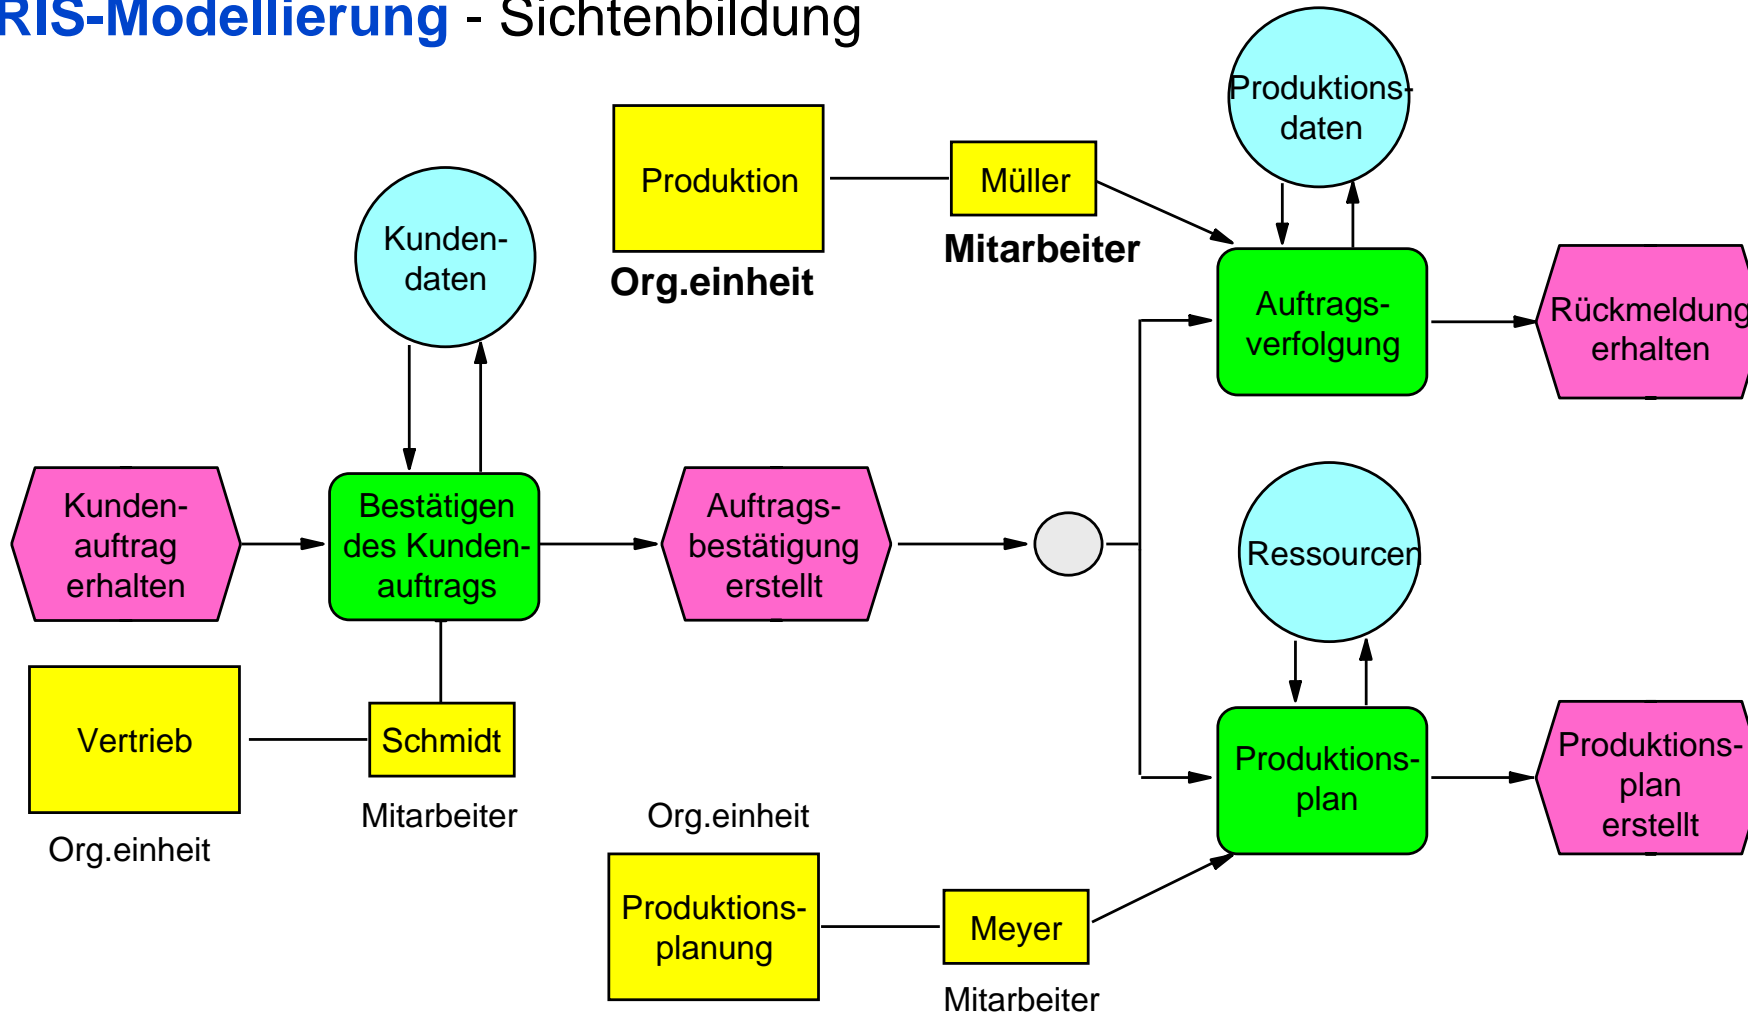 RIS-Modellierung - Sichtenbildung
Produktions-
daten
Produktion
Müller
Mitarbeiter
Org.einheit
Kunden-
daten
Auftrags-
verfolgung
Rückmeldung
erhalten
Kunden-
auftrag
erhalten
Bestätigen
des Kunden-
auftrags
Auftrags-
bestätigung
erstellt
Ressourcen
Vertrieb
Schmidt
Mitarbeiter
Org.einheit
Org.einheit
Produktions-
plan
Produktions-
plan
erstellt
Produktions-
planung
Meyer
Mitarbeiter